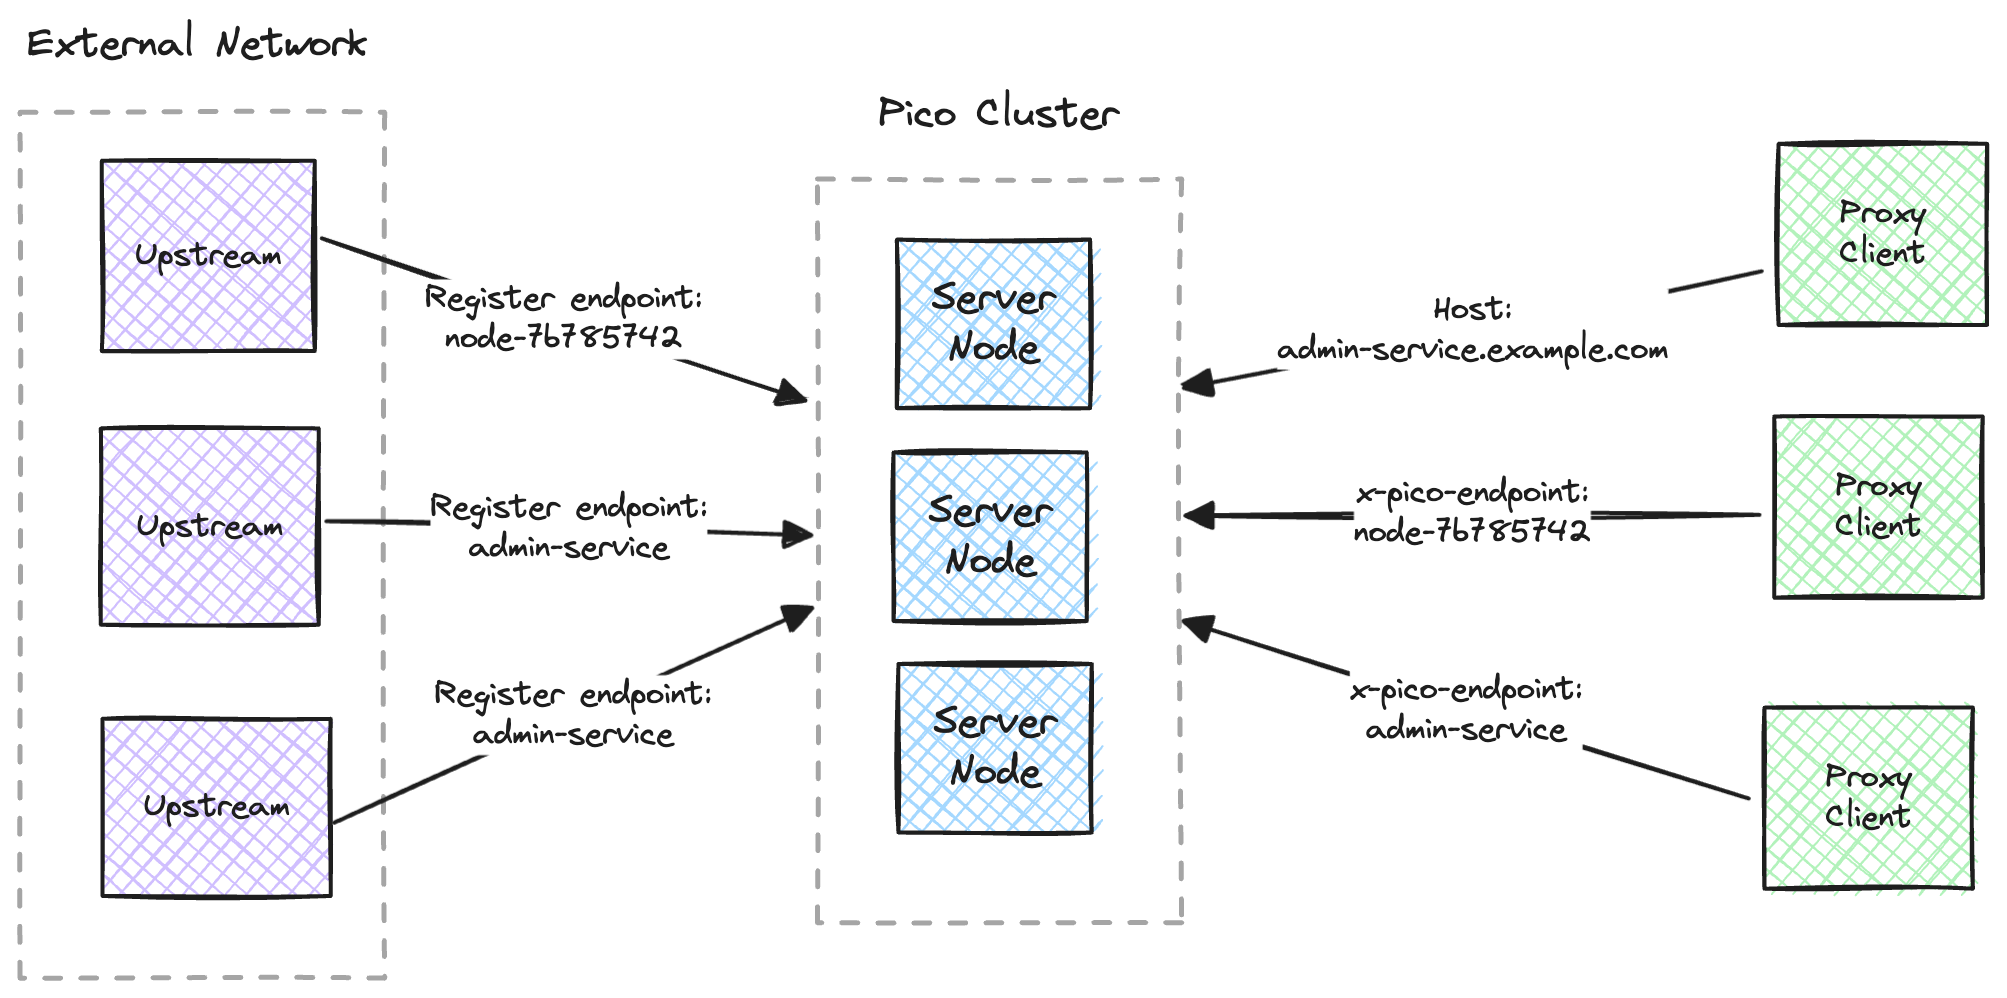 External Network
Pico Cluster
Upstream
Register endpoint:
node-7b785742
Server
Node
Host:
admin-service.example.com
Proxy
Client
Upstream
Register endpoint:
admin-service
Server
Node
x-pico-endpoint:
node-7b785742
Proxy
Client
Upstream
Register endpoint:
admin-service
Server
Node
x-pico-endpoint:
admin-service
Proxy
Client